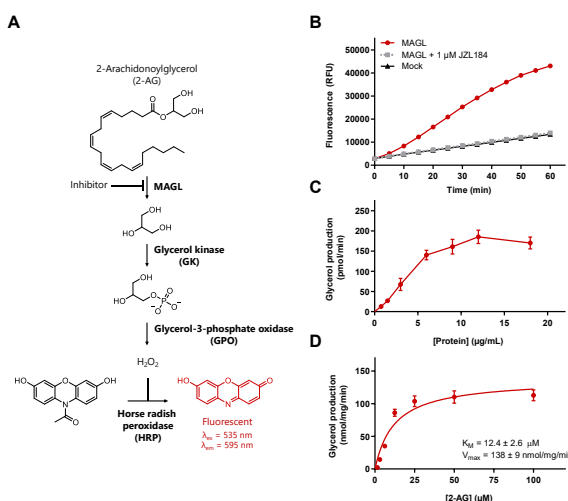 A
2-Arachidonoylglycerol
(2-AG)
OH
O
O
OH
Inhibitor
MAGL
OH
HO
OH
Glycerol kinase
(GK)
OH
HO
O
O
P
O⁻
O⁻
Glycerol-3-phosphate oxidase
(GPO)
H₂O₂
HO
O
OH
N
O
Horse radish
peroxidase
(HRP)
HO
O
O
N
Fluorescent
λex = 535 nm
λem = 595 nm
B
MAGL
MAGL + 1 µM JZL184
Mock
Fluorescence
(RFU)
50000
40000
30000
20000
10000
0
0 10 20 30 40 50 60
Time (min)
C
Glycerol production
(pmol/min)
250
200
150
100
50
0
0 5 10 15 20
[Protein] (µg/mL)
D
Glycerol production
(nmol/mg/min)
150
100
50
0
0 25 50 75 100
[2-AG] (µM)
KM = 12.4 ± 2.6 µM
Vmax = 138 ± 9 nmol/mg/mi